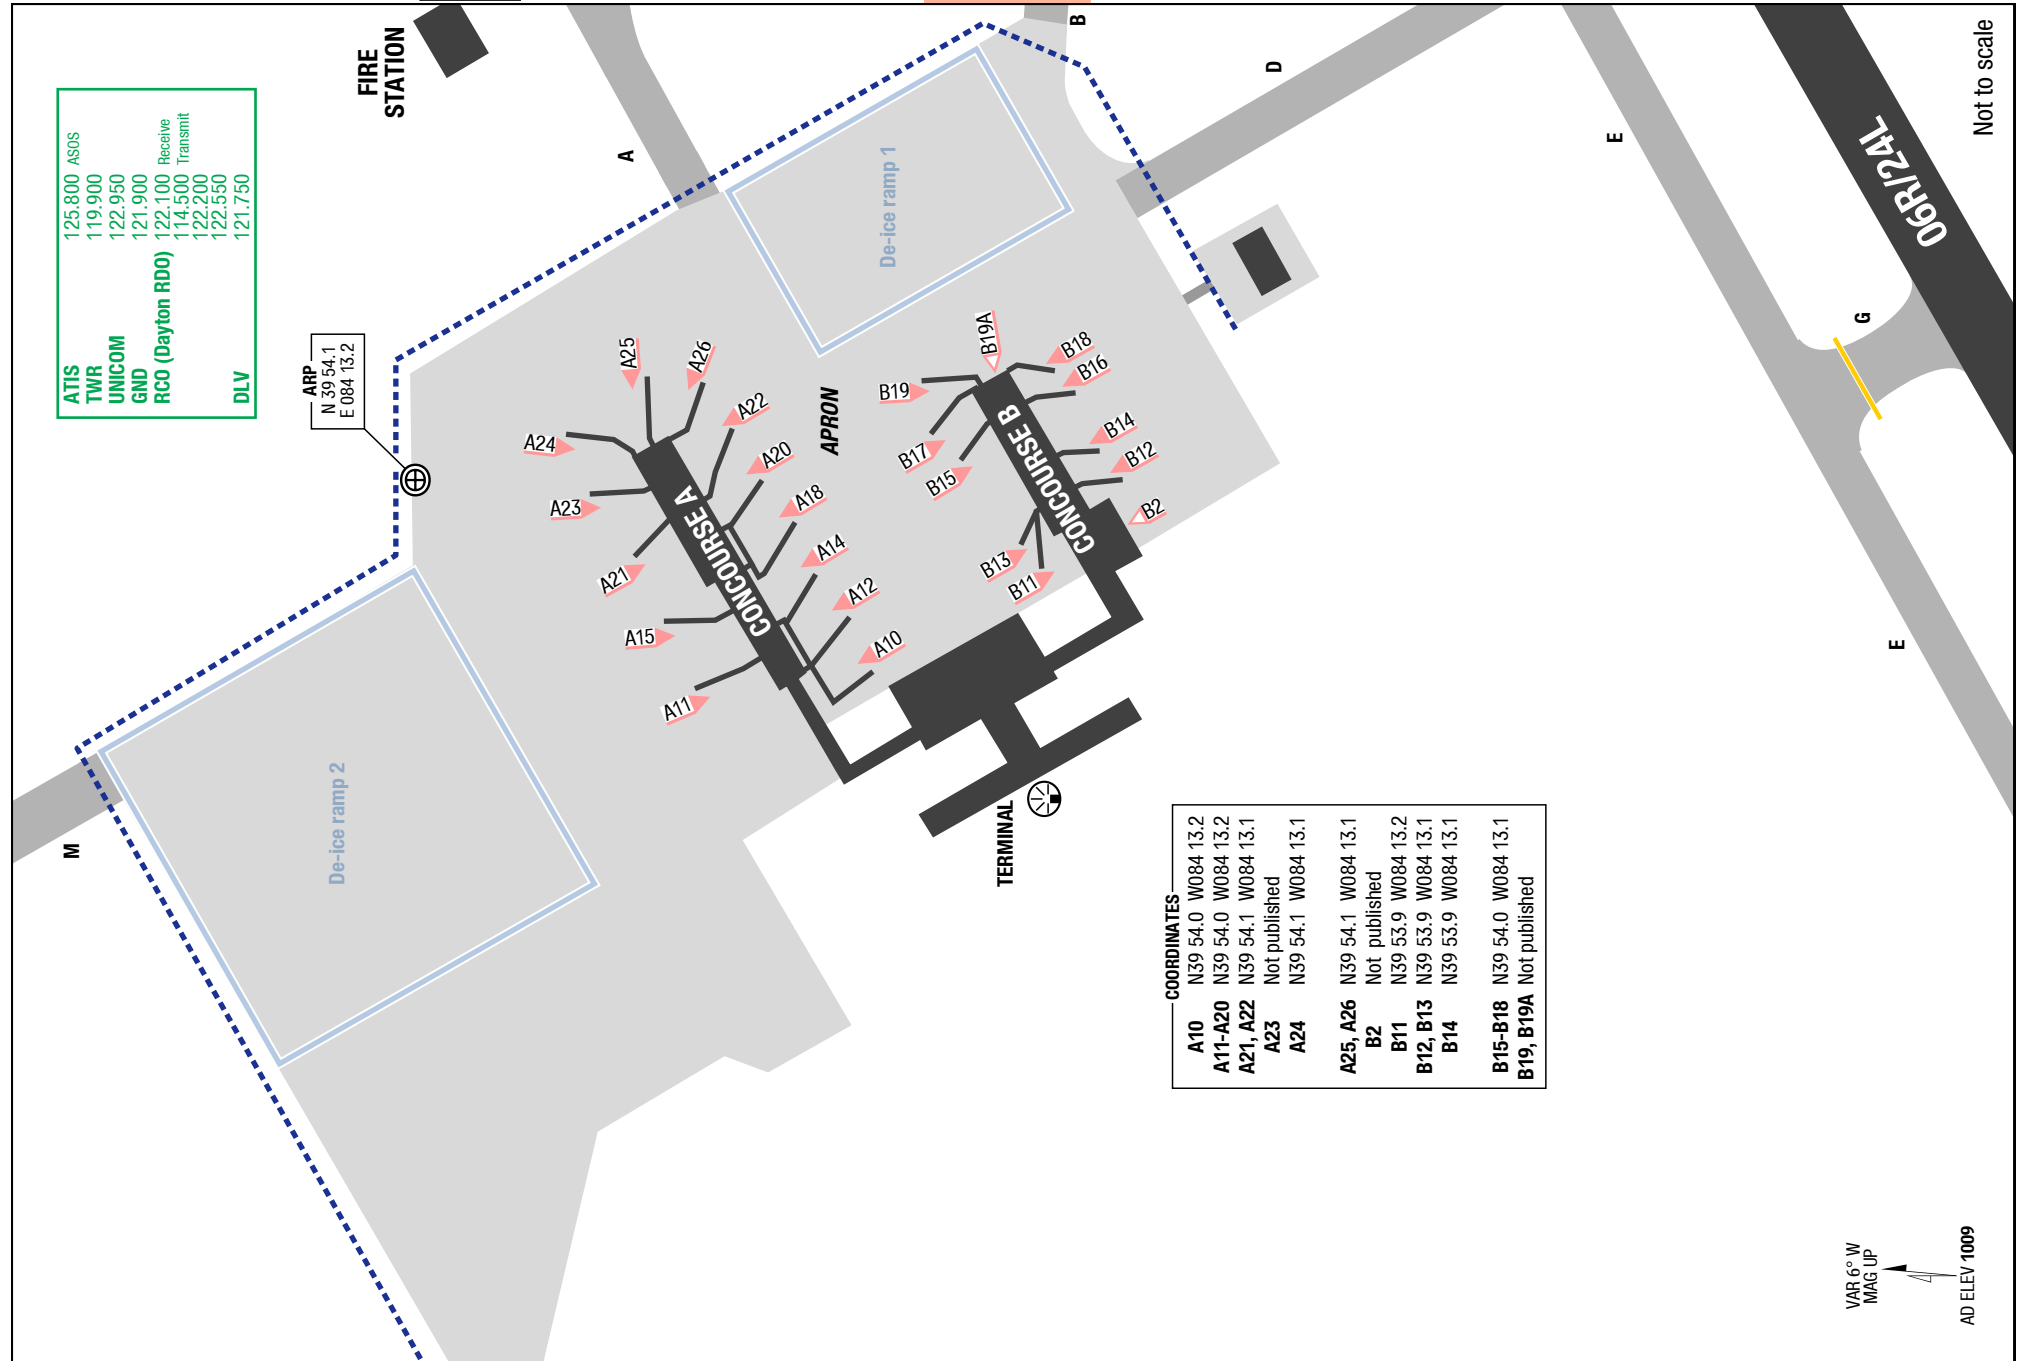 ATIS 125.800 ASOS
TWR 119.900
UNICOM 122.950
GND 121.900
RCO (Dayton RDO) 122.100 Receive
114.500 Transmit
122.200
122.550
DLV 121.750
FIRE
STATION
ARP
N 39 54.1
E 084 13.2
A
B
D
E
E
G
M
06R/24L
Not to scale
De-ice ramp 1
De-ice ramp 2
APRON
CONCOURSE A
CONCOURSE B
A25
A26
A24
A22
A23
A20
A21
A18
A15
A14
A12
A11
A10
B19A
B19
B18
B16
B17
B15
B14
B12
B13
B11
B2
TERMINAL
COORDINATES
A10 N39 54.0 W084 13.2
A11-A20 N39 54.0 W084 13.2
A21, A22 N39 54.1 W084 13.1
A23 Not published
A24 N39 54.1 W084 13.1
A25, A26 N39 54.1 W084 13.1
B2 Not published
B11 N39 53.9 W084 13.2
B12, B13 N39 53.9 W084 13.1
B14 N39 53.9 W084 13.1
B15-B18 N39 54.0 W084 13.1
B19, B19A Not published
VAR 6° W
MAG UP
AD ELEV 1009